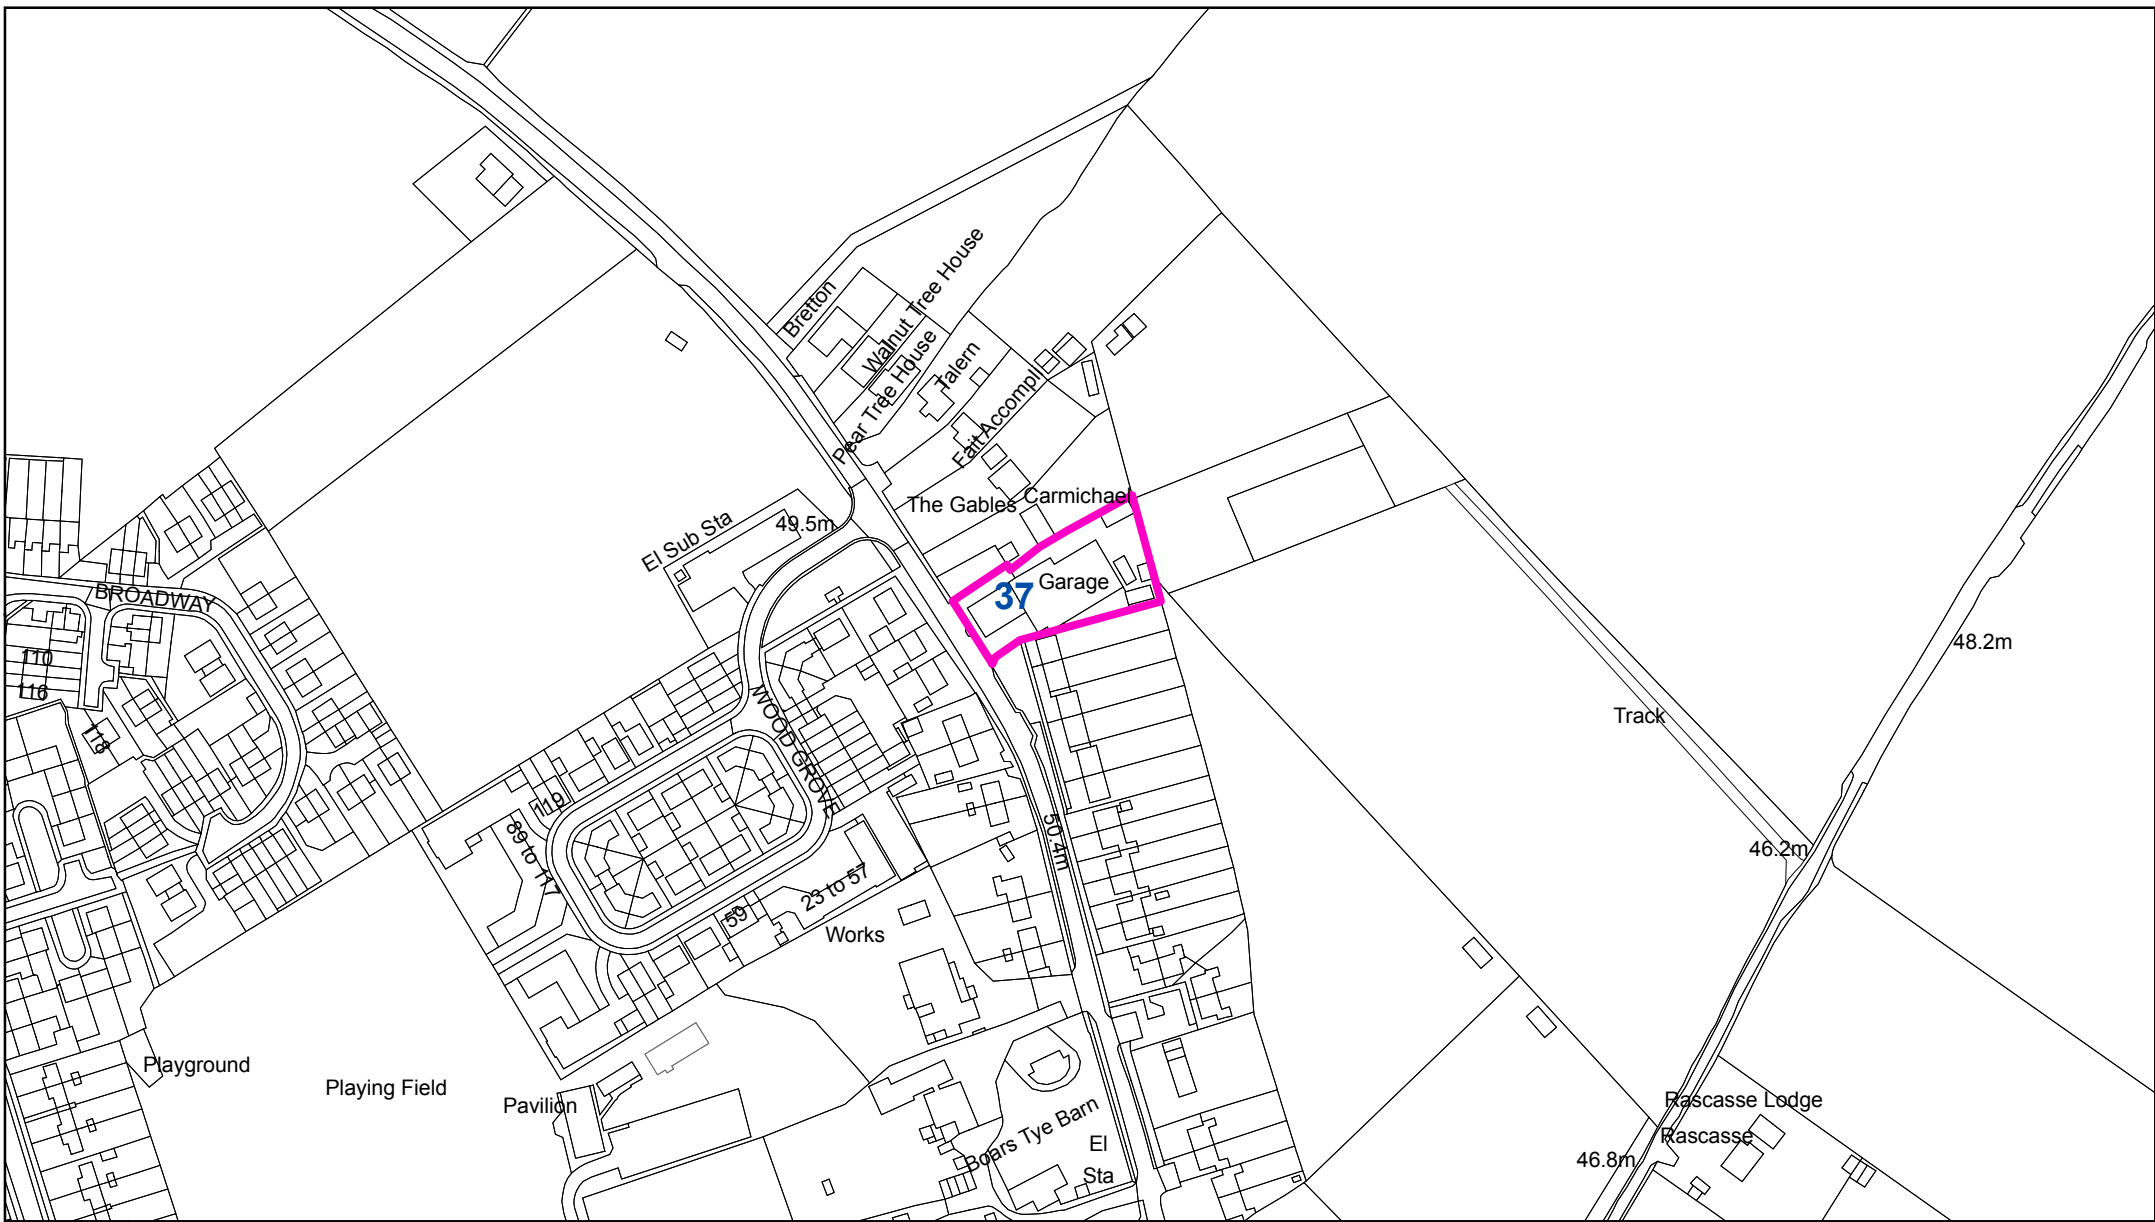 Bretton
Walnut Tree House
Pear Tree House
Talern
Fait Accompli
Carmichael
The Gables
49.5m
El Sub Sta
Garage
37
BROADWAY
110
116
118
48.2m
WOOD GROVE
Track
119
89 to 117
50.4m
46.2m
23 to 57
59
Works
Playground
Playing Field
Pavilion
Boars Tye Barn
El
Sta
Rascasse Lodge
Rascasse
46.8m